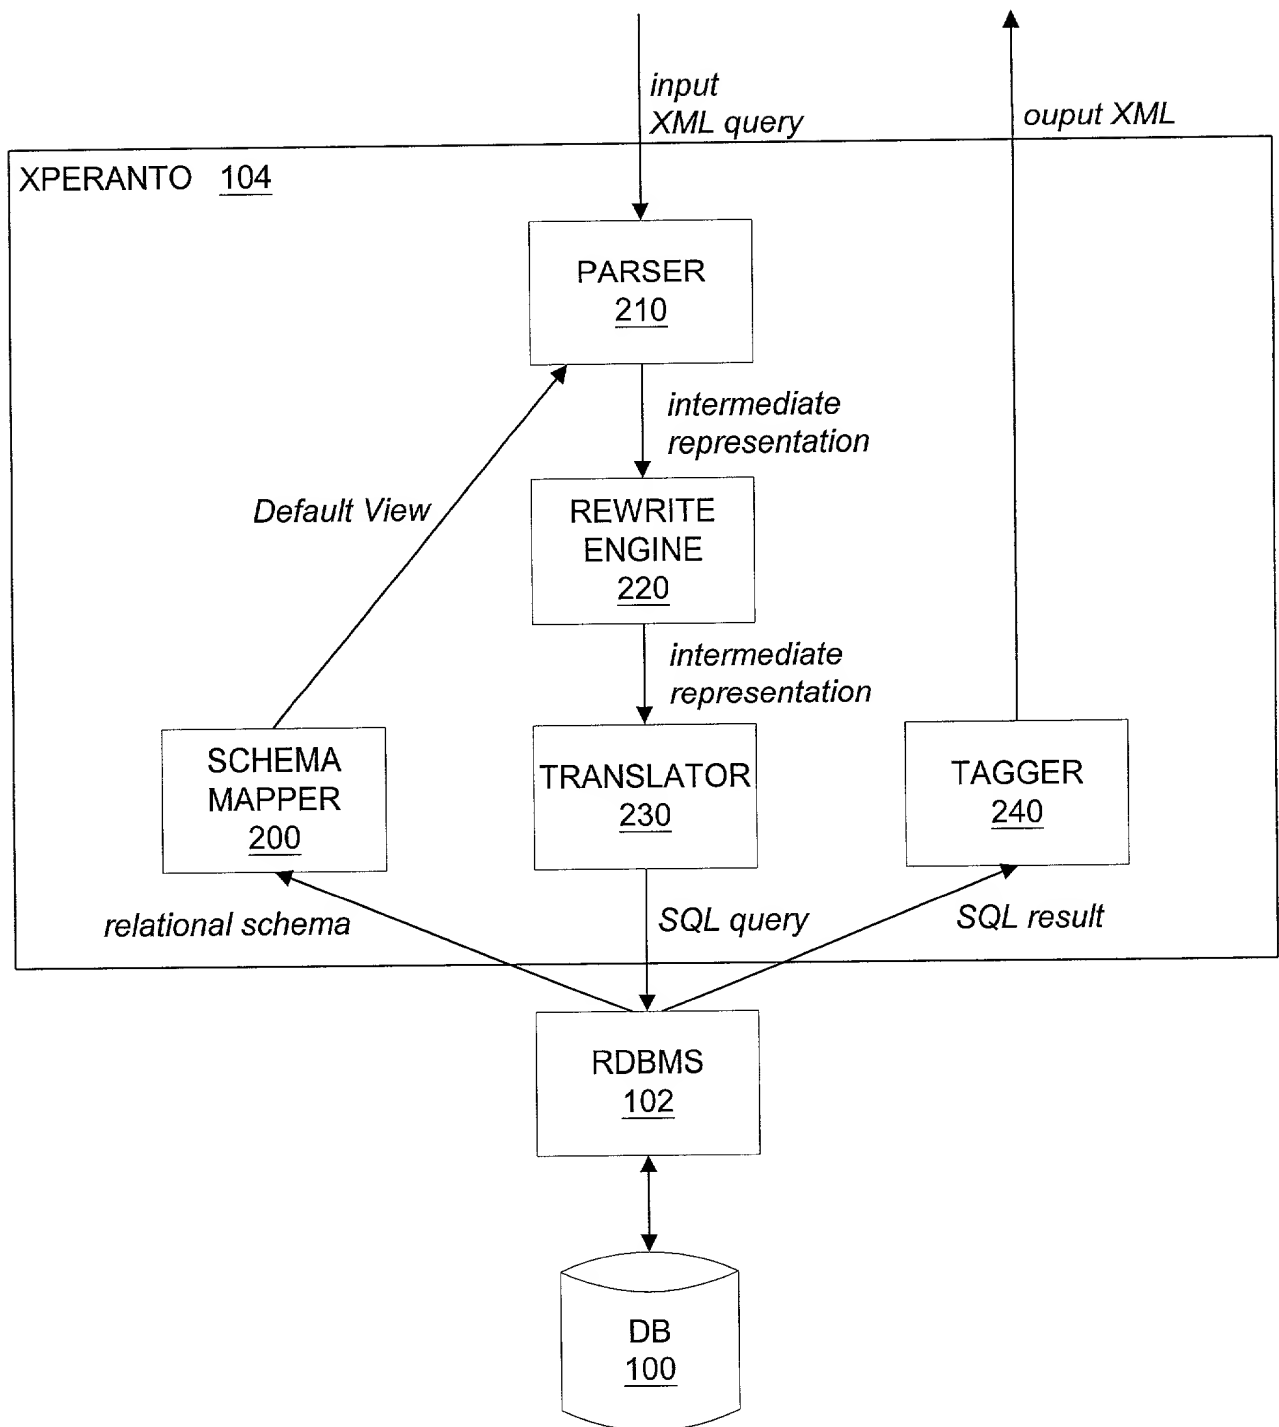 input
XML query
ouput XML
XPERANTO 104
PARSER
210
intermediate
representation
Default View
REWRITE
ENGINE
220
intermediate
representation
SCHEMA
MAPPER
200
TRANSLATOR
230
TAGGER
240
relational schema
SQL query
SQL result
RDBMS
102
DB
100